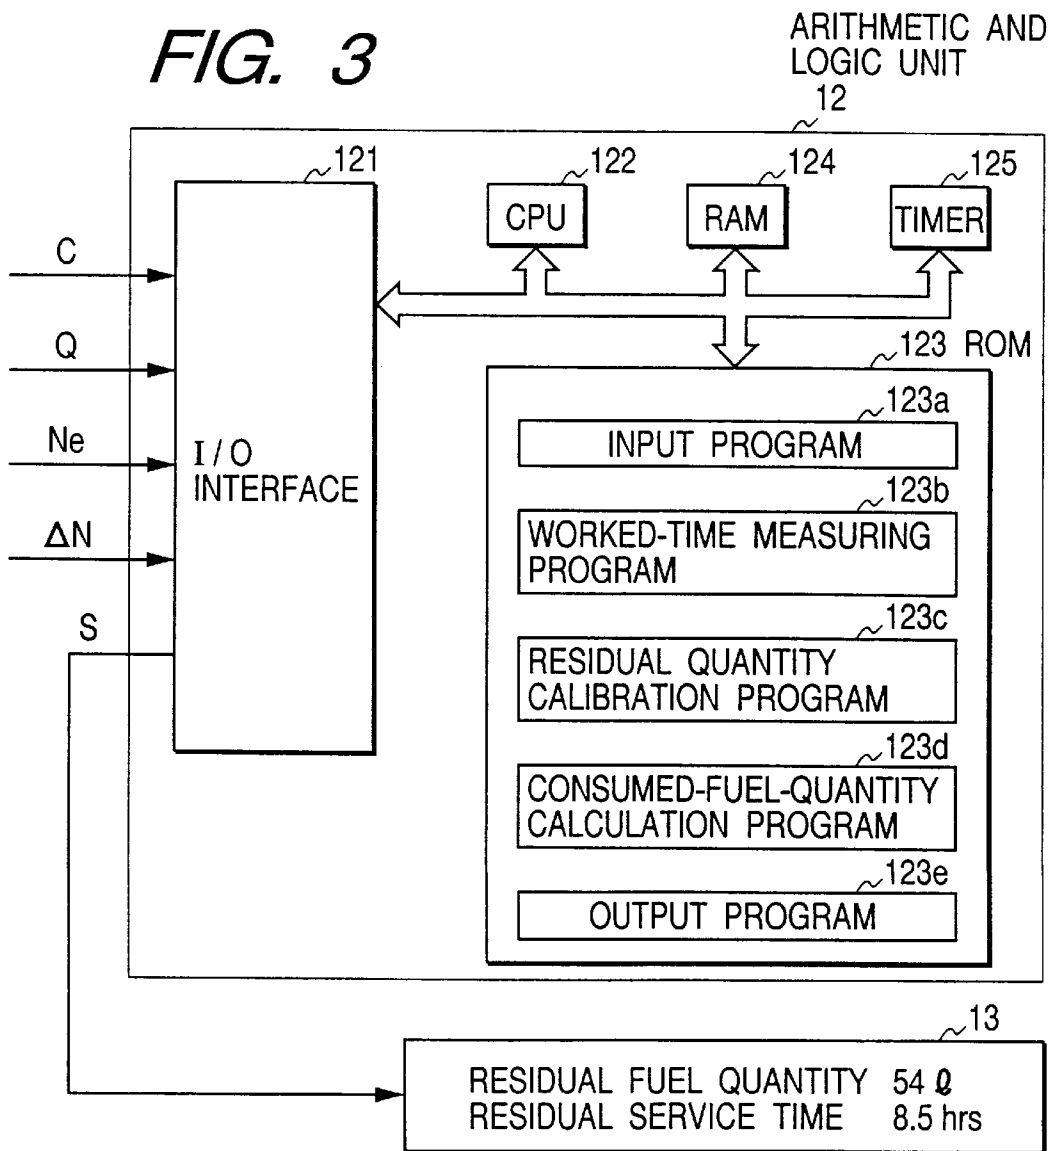 FIG. 3
ARITHMETIC AND
LOGIC UNIT
12
121
122
124
125
CPU
RAM
TIMER
C
Q
Ne
ΔN
S
I/O
INTERFACE
123 ROM
123a
INPUT PROGRAM
123b
WORKED-TIME MEASURING
PROGRAM
123c
RESIDUAL QUANTITY
CALIBRATION PROGRAM
123d
CONSUMED-FUEL-QUANTITY
CALCULATION PROGRAM
123e
OUTPUT PROGRAM
13
RESIDUAL FUEL QUANTITY 54 ℓ
RESIDUAL SERVICE TIME 8.5 hrs